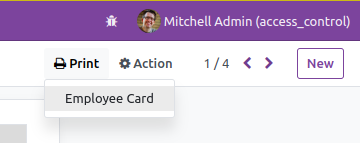 Mitchell Admin (access_control)
Print Action 1 / 4 New
Employee Card